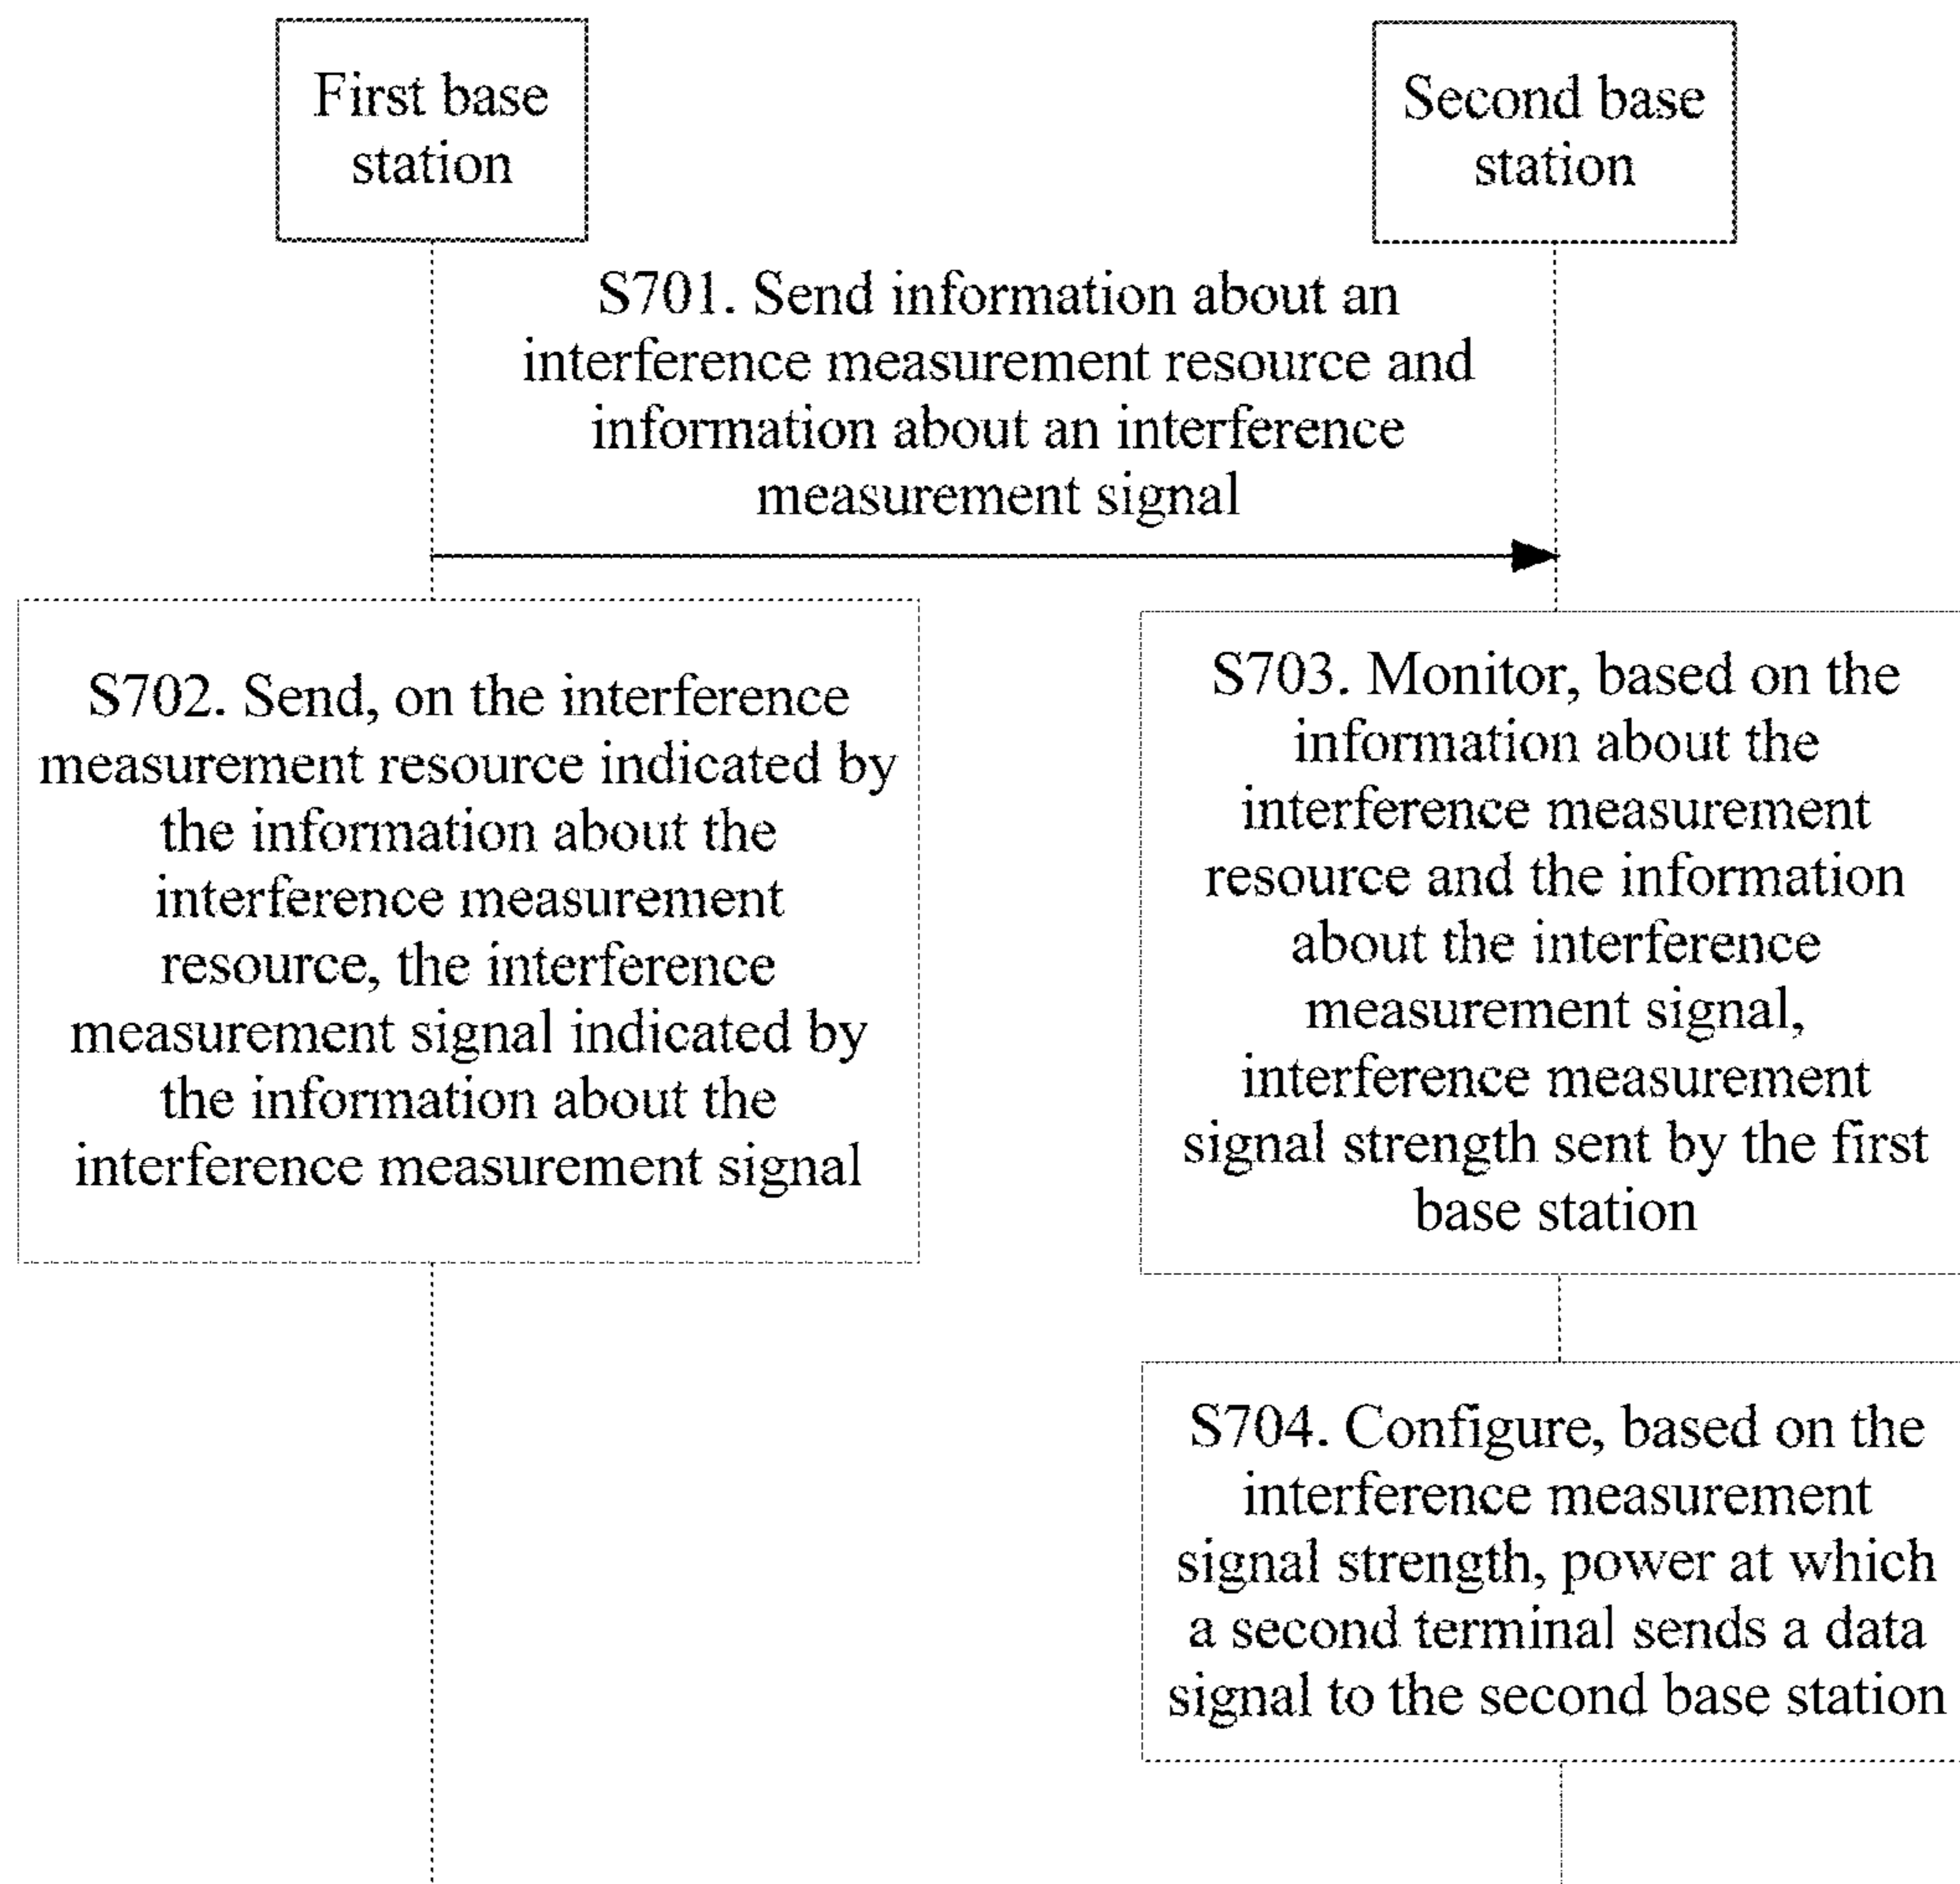 First base
station
Second base
station
S701. Send information about an
interference measurement resource and
information about an interference
measurement signal
S702. Send, on the interference
measurement resource indicated by
the information about the
interference measurement
resource, the interference
measurement signal indicated by
the information about the
interference measurement signal
S703. Monitor, based on the
information about the
interference measurement
resource and the information
about the interference
measurement signal,
interference measurement
signal strength sent by the first
base station
S704. Configure, based on the
interference measurement
signal strength, power at which
a second terminal sends a data
signal to the second base station